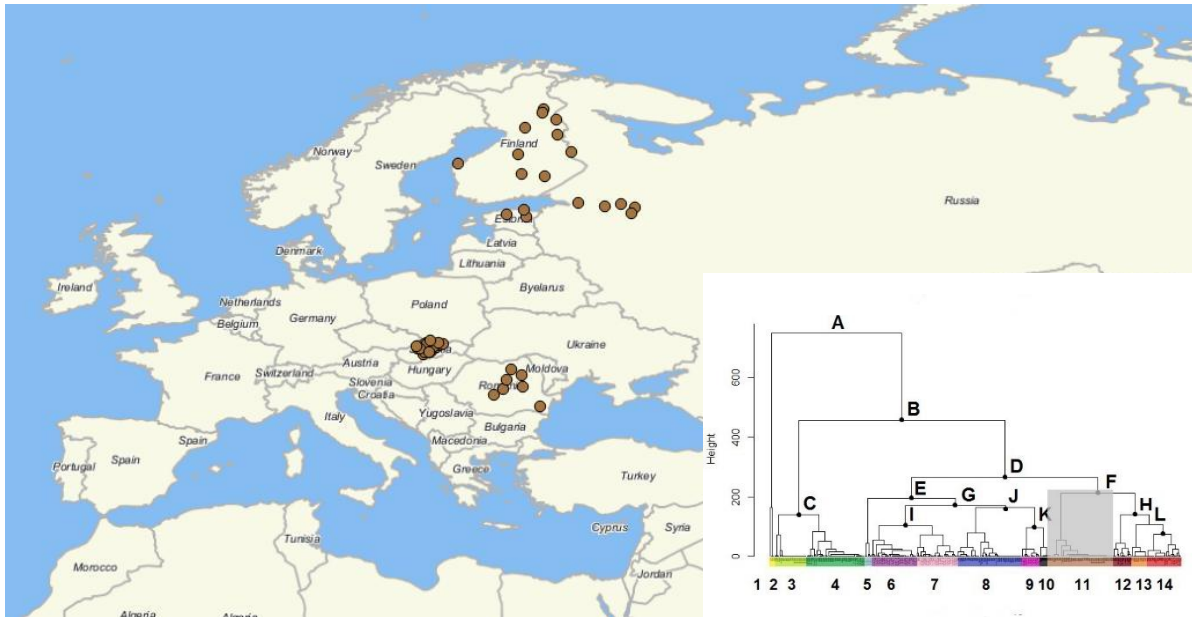 Norway
Sweden
Finland
Russia
Estonia
Latvia
Denmark
Lithuania
Ireland
Byelarus
Netherlands
Poland
Belgium
Germany
Ukraine
France
Switzerland
Austria
Hungary
Moldova
Slovenia
Croatia
Yugoslavia
Italy
Bulgaria
Spain
Macedonia
Portugal
Spain
Greece
Turkey
Cyprus
Syria
Tunisia
Jordan
Morocco
Algeria
A
B
D
F
E
G
J
H
C
I
K
L
Height
600
400
200
0
1 2 3 4 5 6 7 8 9 10 11 12 13 14